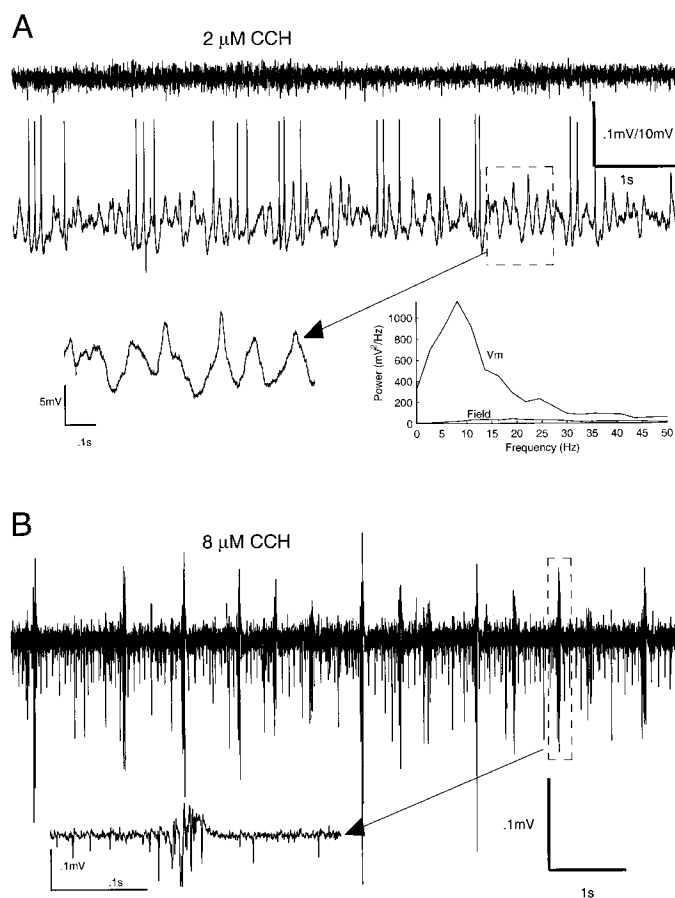 A
2 μM CCH
.1mV/10mV
1s
5mV
.1s
Power (mV²/Hz)
1000
800
600
400
200
0
Vm
Field
0 5 10 15 20 25 30 35 40 45 50
Frequency (Hz)
B
8 μM CCH
.1mV
.1s
.1mV
1s